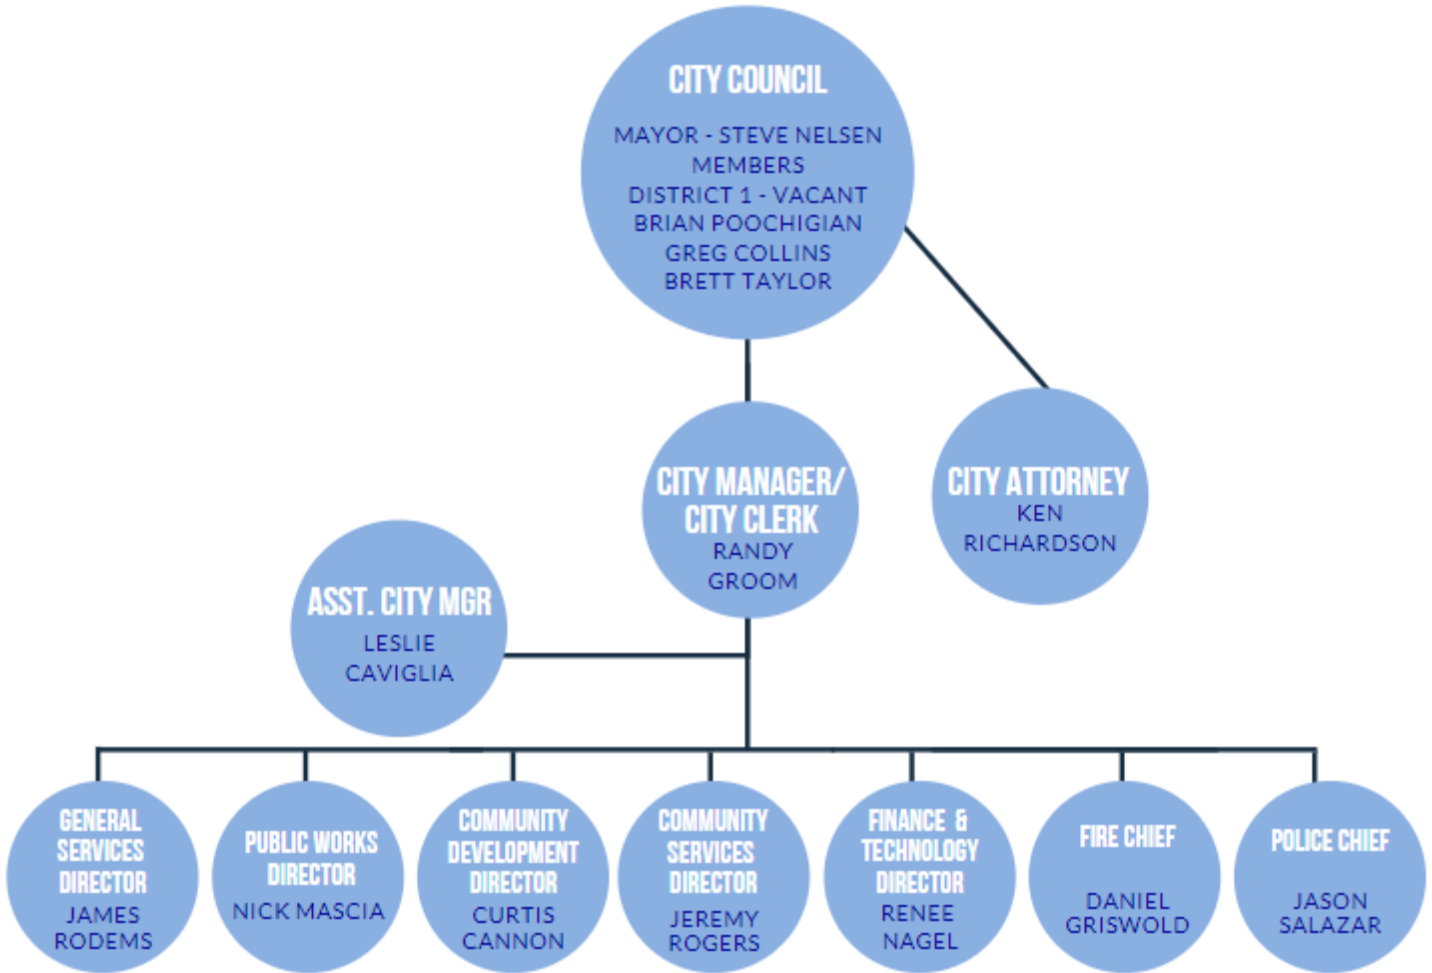 CITY COUNCIL
MAYOR - STEVE NELSEN
MEMBERS
DISTRICT 1 - VACANT
BRIAN POOCHIGIAN
GREG COLLINS
BRETT TAYLOR
CITY MANAGER/
CITY CLERK
RANDY
GROOM
CITY ATTORNEY
KEN
RICHARDSON
ASST. CITY MGR
LESLIE
CAVIGLIA
GENERAL
SERVICES
DIRECTOR
JAMES
RODEMS
PUBLIC WORKS
DIRECTOR
NICK MASCIA
COMMUNITY
DEVELOPMENT
DIRECTOR
CURTIS
CANNON
COMMUNITY
SERVICES
DIRECTOR
JEREMY
ROGERS
FINANCE &
TECHNOLOGY
DIRECTOR
RENEE
NAGEL
FIRE CHIEF
DANIEL
GRISWOLD
POLICE CHIEF
JASON
SALAZAR